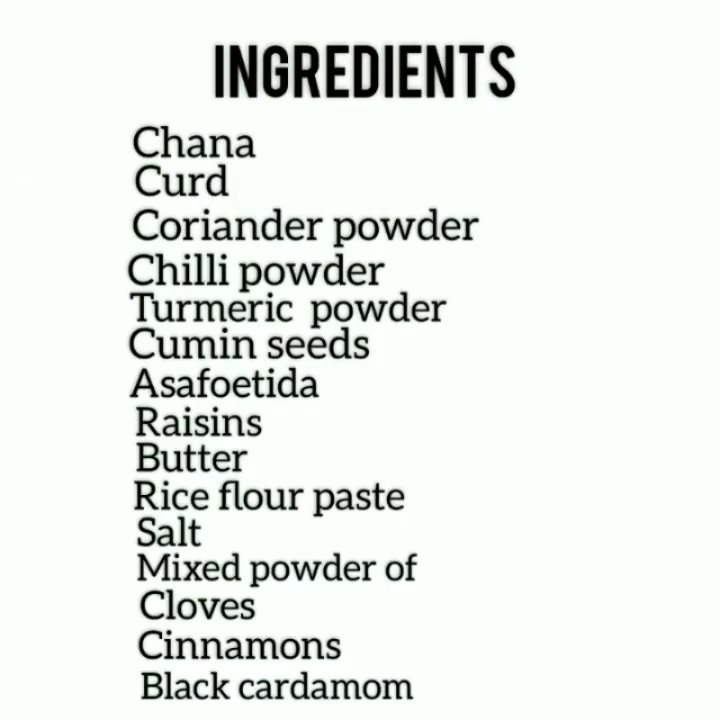 INGREDIENTS
Chana
Curd
Coriander powder
Chilli powder
Turmeric powder
Cumin seeds
Asafoetida
Raisins
Butter
Rice flour paste
Salt
Mixed powder of
Cloves
Cinnamons
Black cardamom